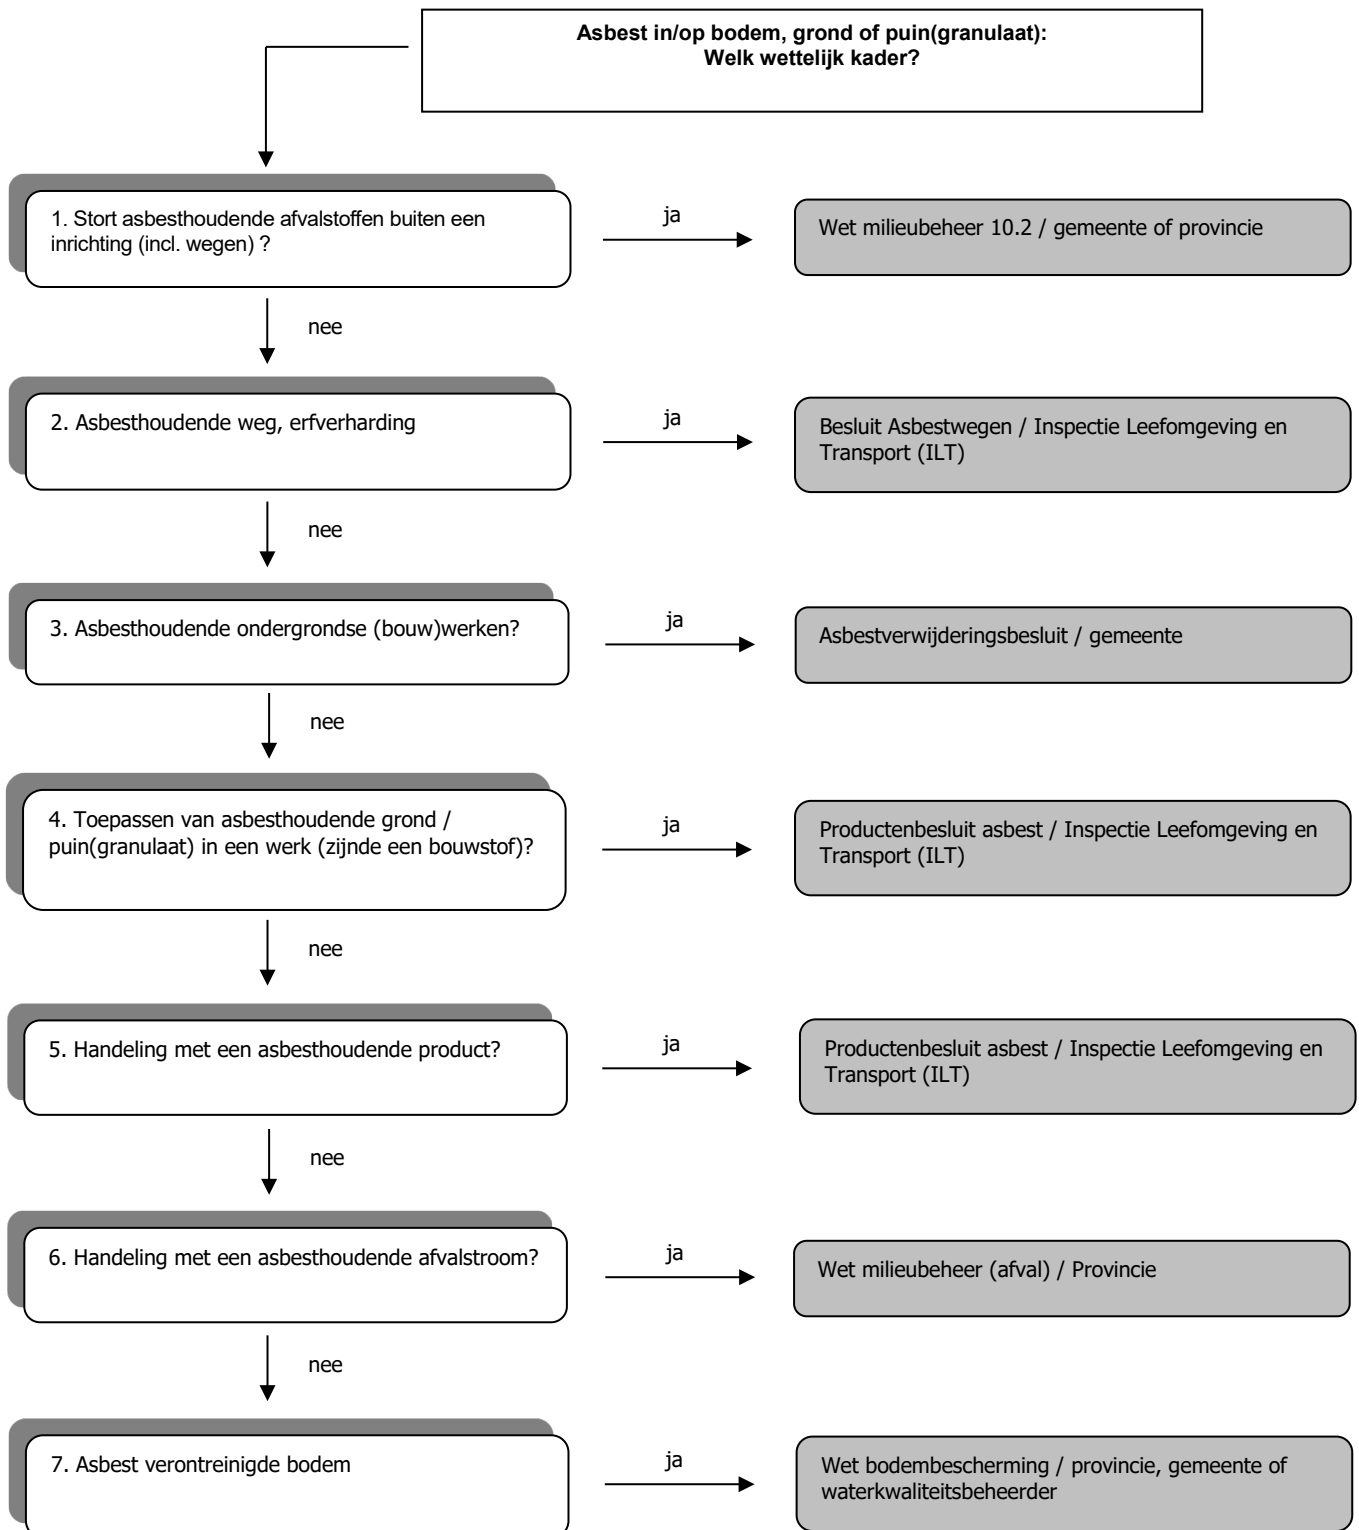 Asbest in/op bodem, grond of puin(granulaat):
Welk wettelijk kader?
1. Stort asbesthoudende afvalstoffen buiten een
inrichting (incl. wegen) ?
ja
Wet milieubeheer 10.2 / gemeente of provincie
nee
2. Asbesthoudende weg, erfverharding
ja
Besluit Asbestwegen / Inspectie Leefomgeving en
Transport (ILT)
nee
3. Asbesthoudende ondergrondse (bouw)werken?
ja
Asbestverwijderingsbesluit / gemeente
nee
4. Toepassen van asbesthoudende grond /
puin(granulaat) in een werk (zijnde een bouwstof)?
ja
Productenbesluit asbest / Inspectie Leefomgeving en
Transport (ILT)
nee
5. Handeling met een asbesthoudende product?
ja
Productenbesluit asbest / Inspectie Leefomgeving en
Transport (ILT)
nee
6. Handeling met een asbesthoudende afvalstroom?
ja
Wet milieubeheer (afval) / Provincie
nee
7. Asbest verontreinigde bodem
ja
Wet bodembescherming / provincie, gemeente of
waterkwaliteitsbeheerder